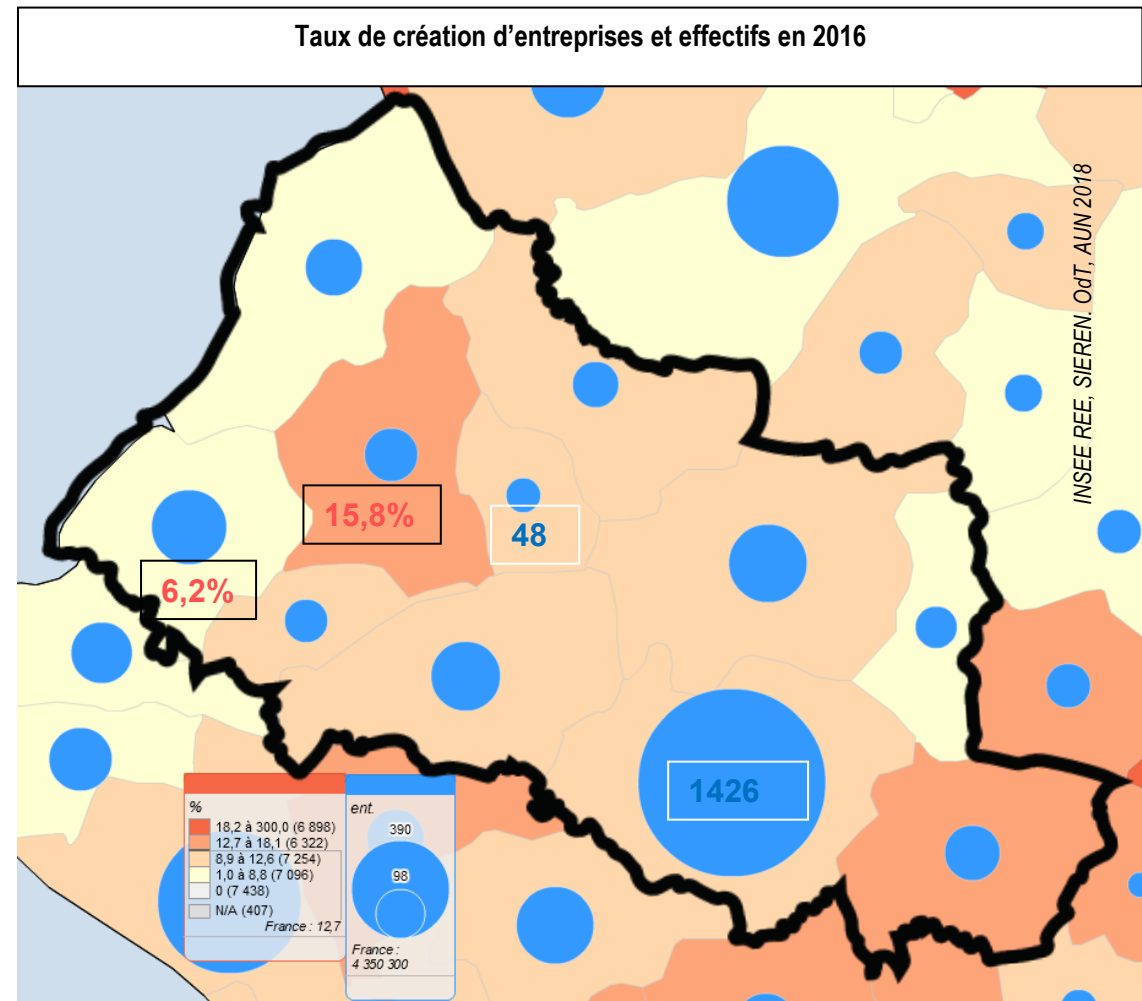 Taux de création d'entreprises et effectifs en 2016
INSEE REE, SIEREN. OdT, AUN 2018
15,8%
48
6,2%
1426
%
18,2 à 300,0 (6 898)
12,7 à 18,1 (6 322)
8,9 à 12,6 (7 254)
1,0 à 8,8 (7 096)
0 (7 438)
N/A (407)
France : 12,7
ent.
390
98
France :
4 350 300